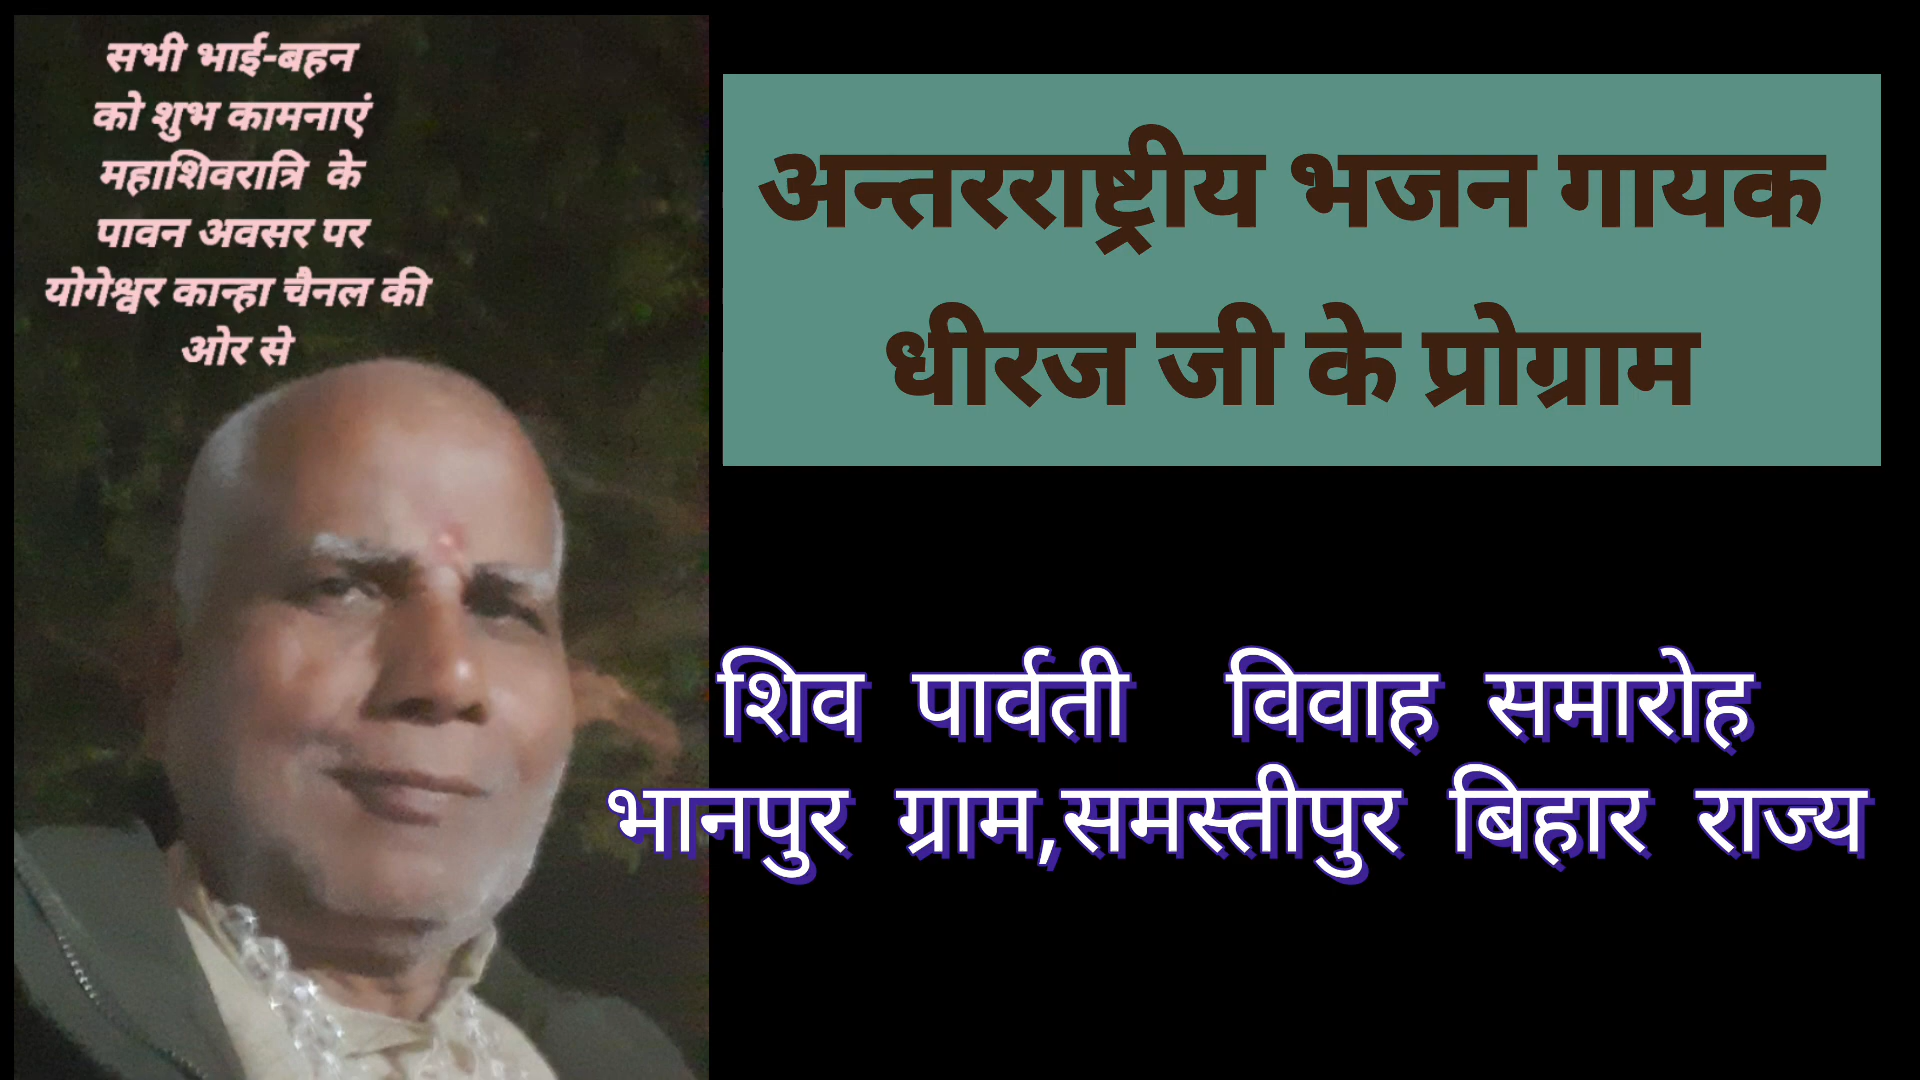 सभी भाई-बहन
को शुभ कामनाएं
महाशिवरात्रि के
पावन अवसर पर
योगेश्वर कान्हा चैनल की
ओर से
अन्तरराष्ट्रीय भजन गायक
धीरज जी के प्रोग्राम
शिव पार्वती विवाह समारोह
भानपुर ग्राम,समस्तीपुर बिहार राज्य